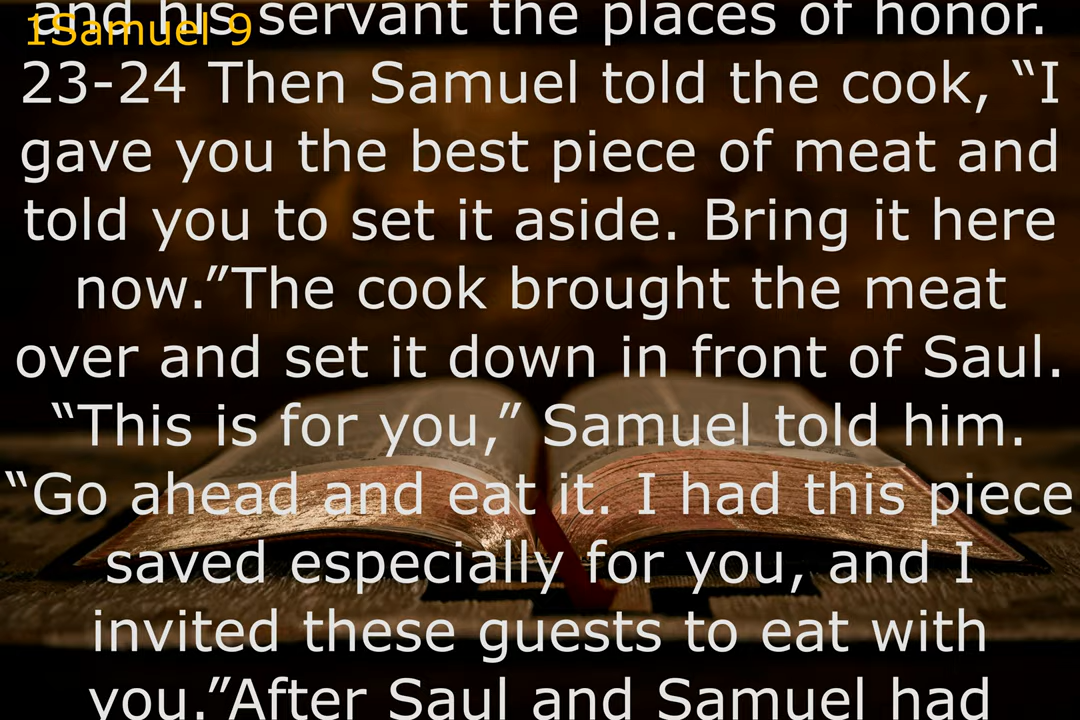 and his servant the places of honor.
1Samuel 9
23-24 Then Samuel told the cook, “I
gave you the best piece of meat and
told you to set it aside. Bring it here
now.”The cook brought the meat
over and set it down in front of Saul.
“This is for you,” Samuel told him.
“Go ahead and eat it. I had this piece
saved especially for you, and I
invited these guests to eat with
you.”After Saul and Samuel had